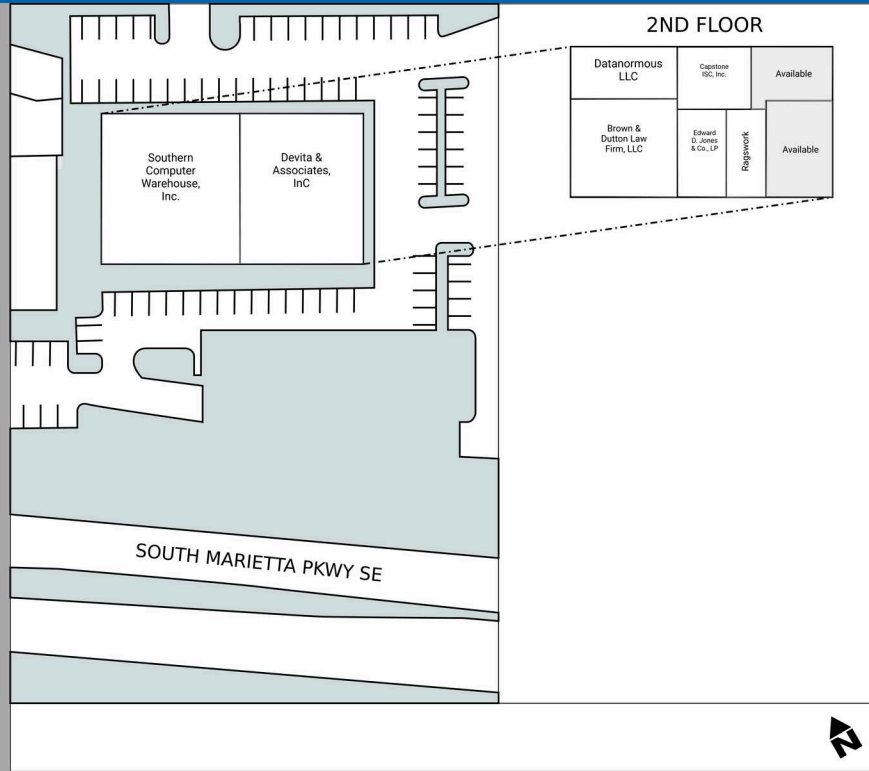 2ND FLOOR
Datanormous
LLC
Capstone
ISC, Inc.
Available
Brown &
Dutton Law
Firm, LLC
Edward
D. Jones
& Co., LP
Ragswork
Available
Southern
Computer
Warehouse,
Inc.
Devita &
Associates,
InC
SOUTH MARIETTA PKWY SE
N